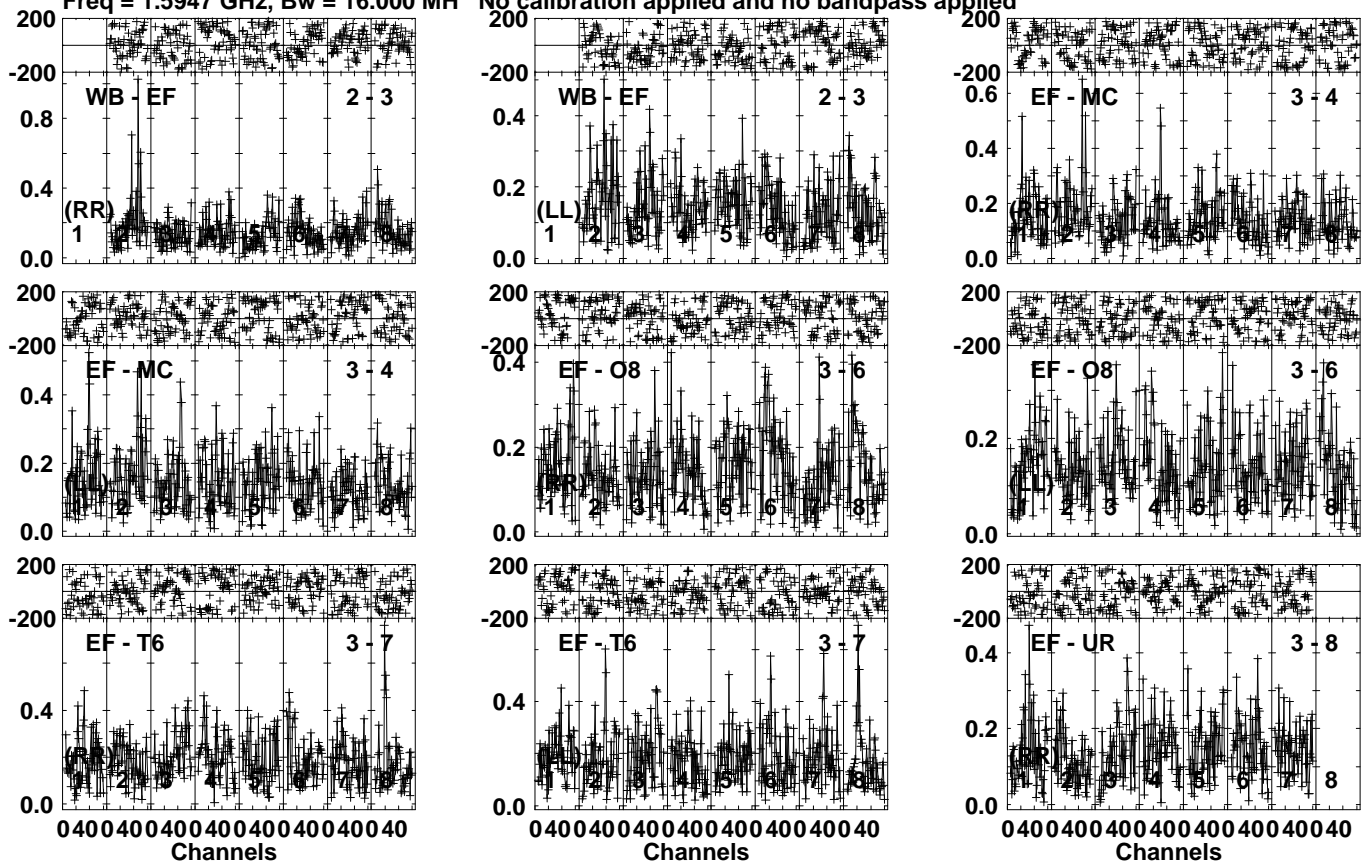 Freq = 1.5947 GHz, Bw = 16.000 MH No calibration applied and no bandpass applied
200 200 200
-200 -200 -200
WB - EF 2 - 3 WB - EF 2 - 3 EF - MC 3 - 4
0.8 0.4 0.6
0.4 0.2 0.4
0.2
(RR) (LL) (RR)
1 2 3 4 5 6 7 8 1 2 3 4 5 6 7 8 1 2 3 4 5 6 7 8
0.0 0.0 0.0
200 200 200
-200 -200 -200
EF - MC 3 - 4 EF - O8 3 - 6 EF - O8 3 - 6
0.4 0.4
0.2 0.2 0.2
(LL) (RR) (LL)
1 2 3 4 5 6 7 8 1 2 3 4 5 6 7 8 1 2 3 4 5 6 7 8
0.0 0.0 0.0
200 200 200
-200 -200 -200
EF - T6 3 - 7 EF - T6 3 - 7 EF - UR 3 - 8
0.4 0.4 0.4
0.2
(RR) (LL) (RR)
1 2 3 4 5 6 7 8 1 2 3 4 5 6 7 8 1 2 3 4 5 6 7 8
0.0 0.0 0.0
0 40 40 40 40 40 40 40 40 0 40 40 40 40 40 40 40 40 0 40 40 40 40 40 40 40 40
Channels Channels Channels